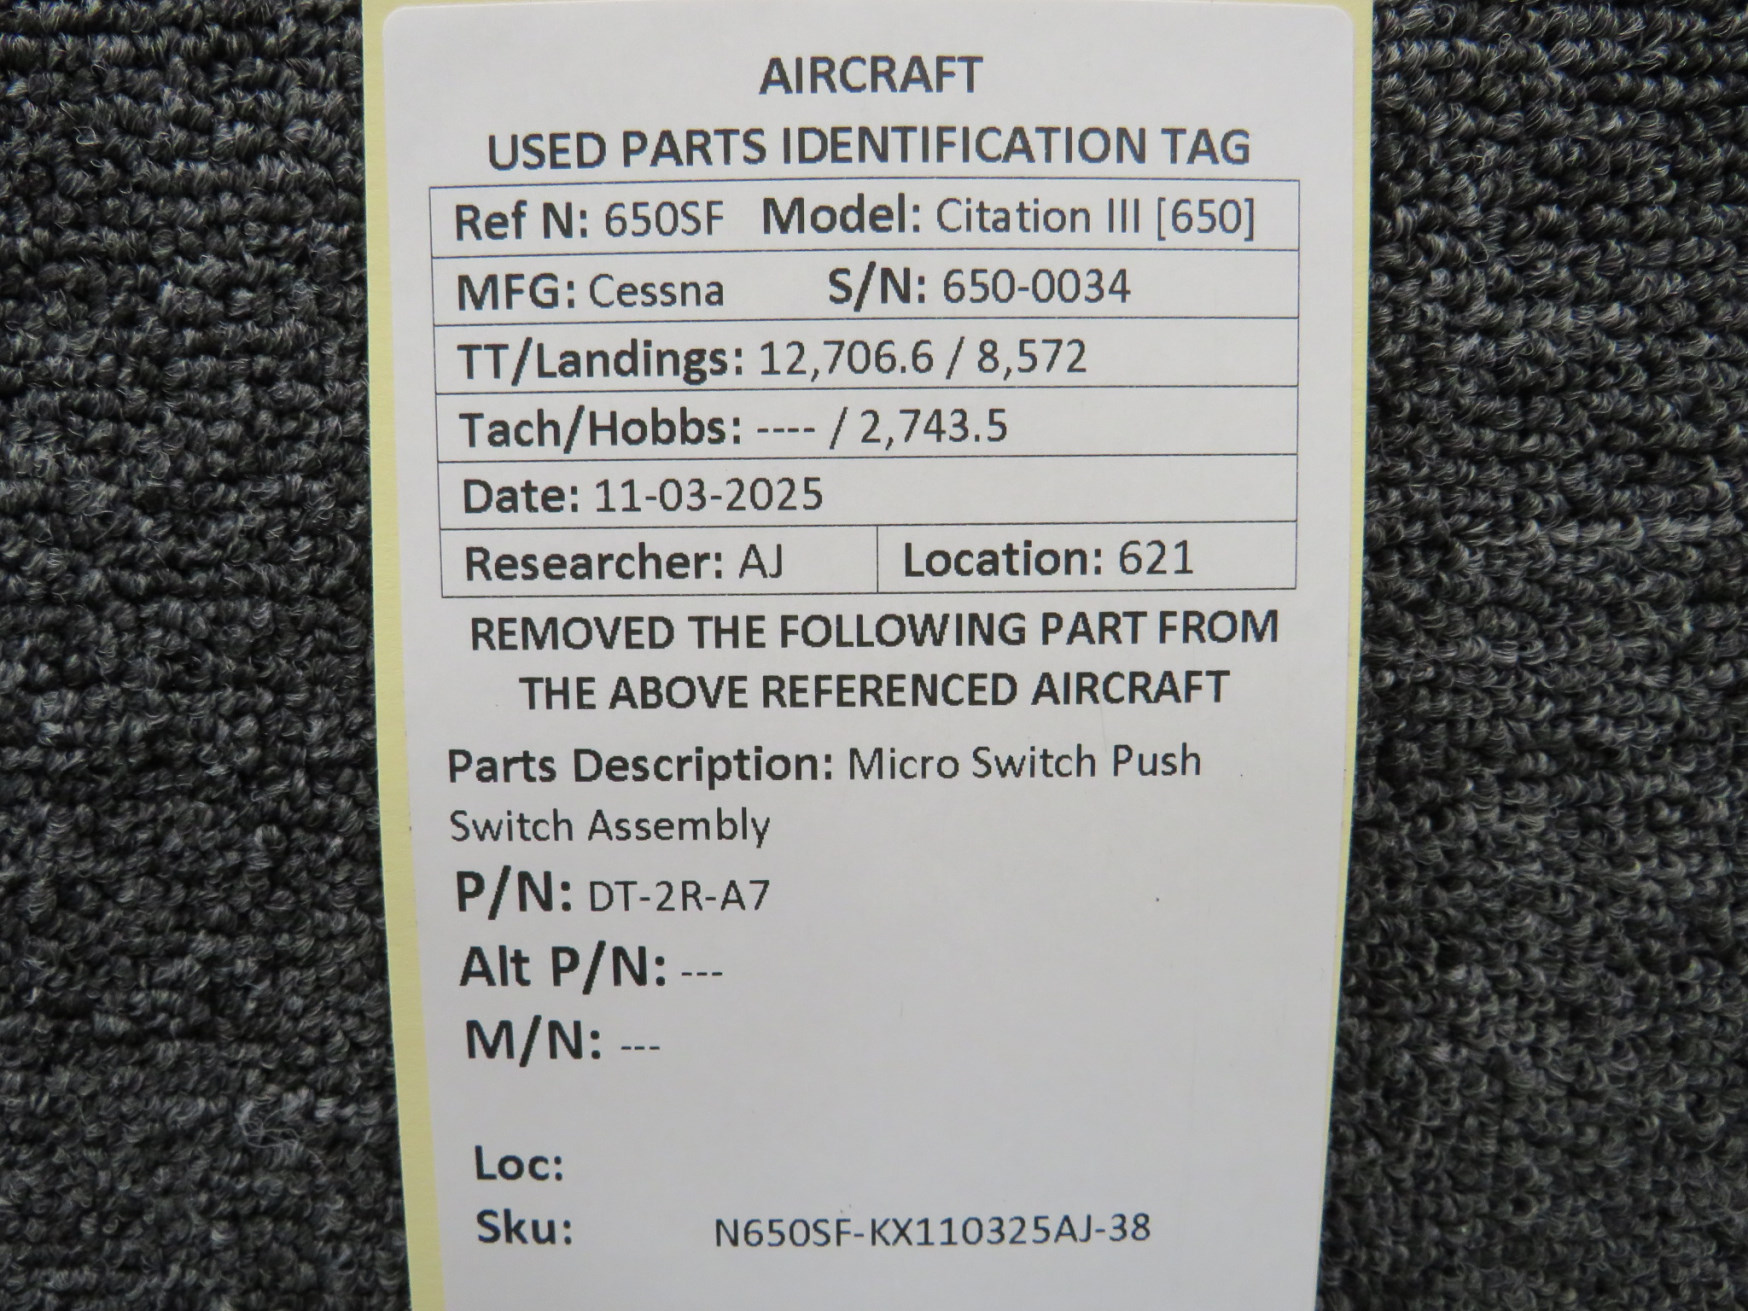 AIRCRAFT
USED PARTS IDENTIFICATION TAG
Ref N: 650SF Model: Citation III [650]
MFG: Cessna S/N: 650-0034
TT/Landings: 12,706.6 / 8,572
Tach/Hobbs: ---- / 2,743.5
Date: 11-03-2025
Researcher: AJ Location: 621
REMOVED THE FOLLOWING PART FROM
THE ABOVE REFERENCED AIRCRAFT
Parts Description: Micro Switch Push
Switch Assembly
P/N: DT-2R-A7
Alt P/N: ---
M/N: ---
Loc:
Sku: N650SF-KX110325AJ-38